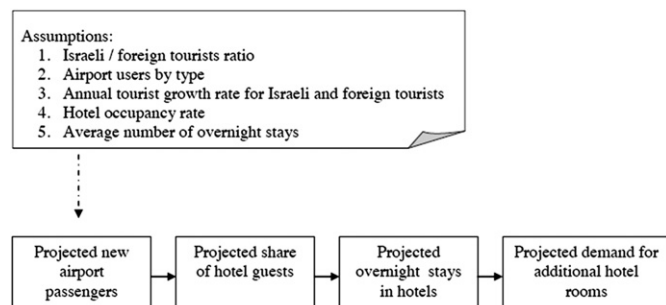 Assumptions:
1. Israeli / foreign tourists ratio
2. Airport users by type
3. Annual tourist growth rate for Israeli and foreign tourists
4. Hotel occupancy rate
5. Average number of overnight stays
Projected new
airport
passengers
Projected share
of hotel guests
Projected
overnight stays
in hotels
Projected demand for
additional hotel
rooms